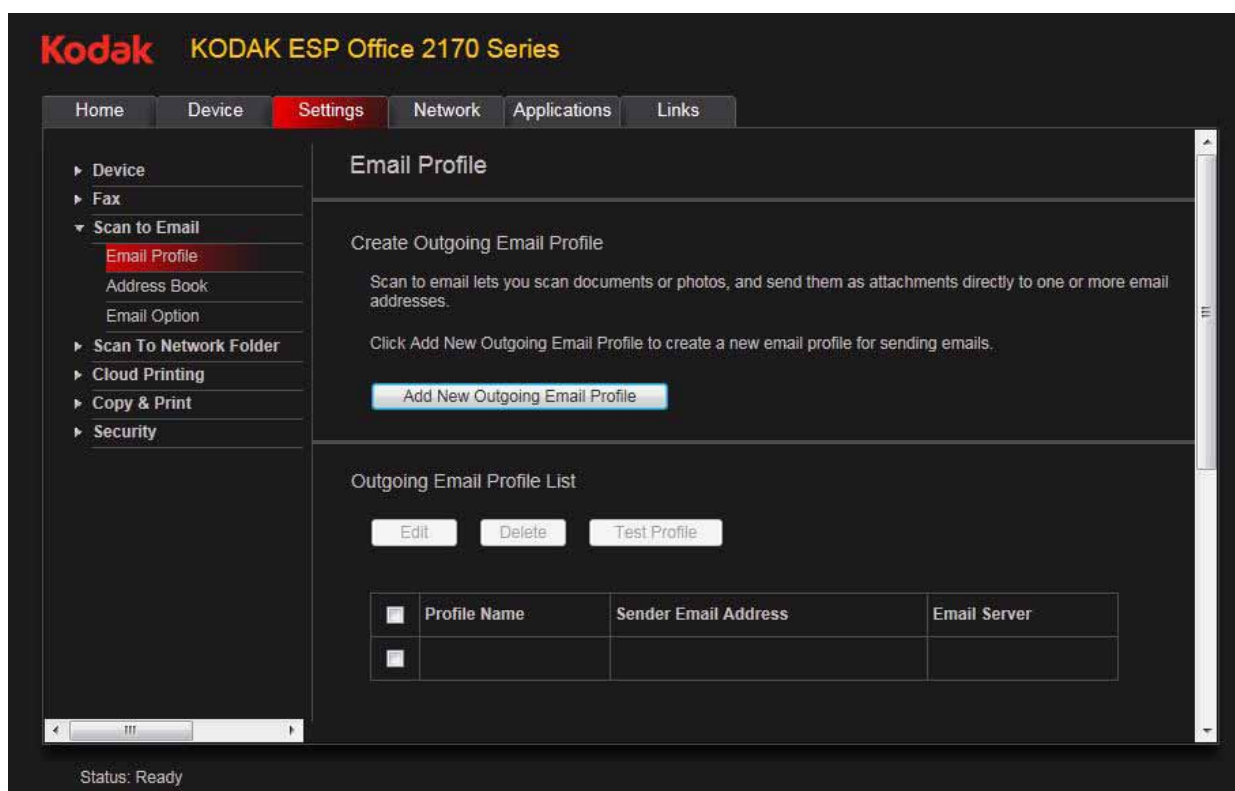 Kodak KODAK ESP Office 2170 Series
Home Device Settings Network Applications Links
Device
Fax
Scan to Email
Email Profile
Address Book
Email Option
Scan To Network Folder
Cloud Printing
Copy & Print
Security
Email Profile
Create Outgoing Email Profile
Scan to email lets you scan documents or photos, and send them as attachments directly to one or more email
addresses.
Click Add New Outgoing Email Profile to create a new email profile for sending emails.
Add New Outgoing Email Profile
Outgoing Email Profile List
Edit Delete Test Profile
Profile Name Sender Email Address Email Server
Status: Ready